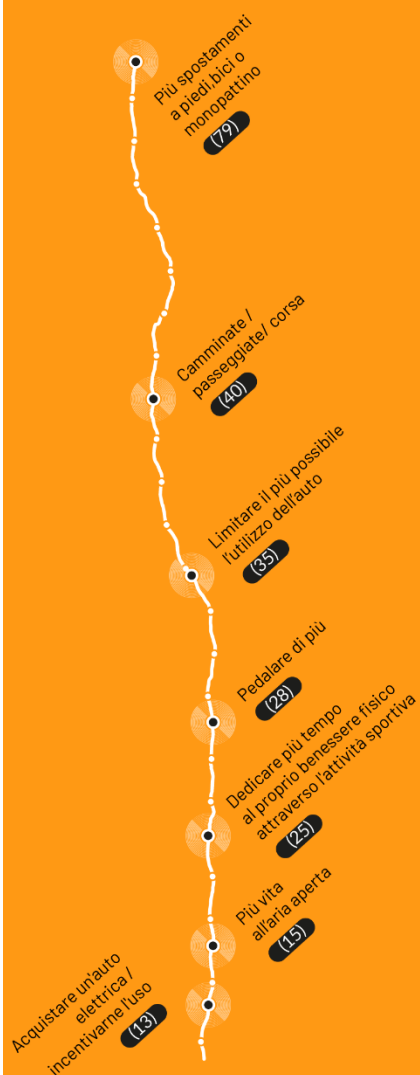 Più spostamenti
a piedi,bici o
monopattino
(79)
Camminate /
passeggiate/ corsa
(40)
Limitare il più possibile
l'utilizzo dell'auto
(35)
Pedalare di più
(28)
Dedicare più tempo
al proprio benessere fisico
attraverso l'attività sportiva
(25)
Più vita
all'aria aperta
(15)
Acquistare un'auto
elettrica /
incentivarne l'uso
(13)